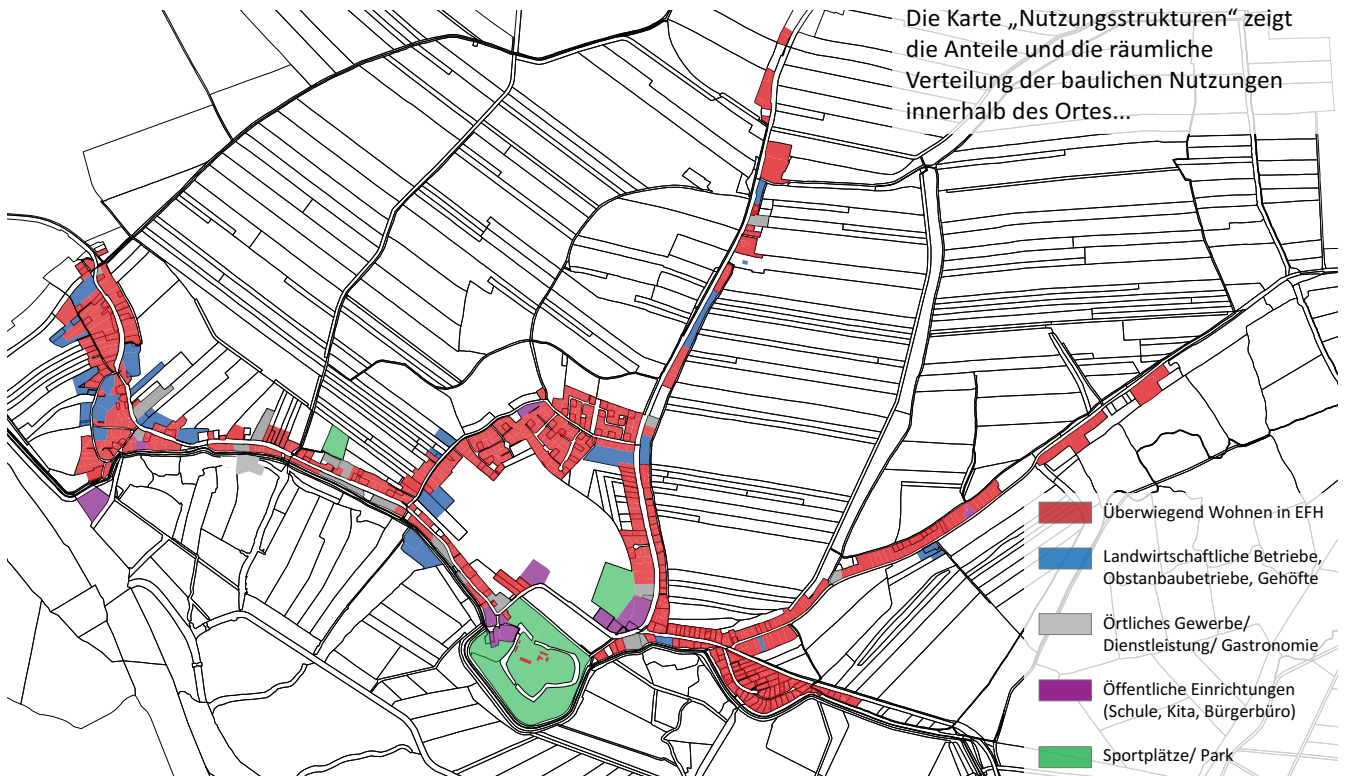 Die Karte „Nutzungsstrukturen“ zeigt
die Anteile und die räumliche
Verteilung der baulichen Nutzungen
innerhalb des Ortes...
Überwiegend Wohnen in EFH
Landwirtschaftliche Betriebe,
Obstanbaubetriebe, Gehöfte
Örtliches Gewerbe/
Dienstleistung/ Gastronomie
Öffentliche Einrichtungen
(Schule, Kita, Bürgerbüro)
Sportplätze/ Park